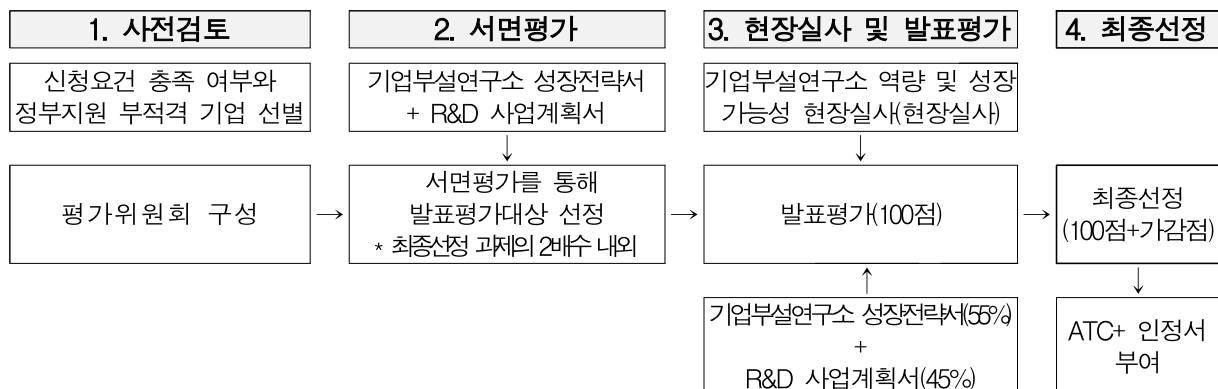 1. 사전검토
신청요건 충족 여부와
정부지원 부적격 기업 선별
평가위원회 구성
→
2. 서면평가
기업부설연구소 성장전략서
+ R&D 사업계획서
↓
서면평가를 통해
발표평가대상 선정
* 최종선정 과제의 2배수 내외
→
3. 현장실사 및 발표평가
기업부설연구소 역량 및 성장
가능성 현장실사(현장실사)
↓
발표평가(100점)
↑
기업부설연구소 성장전략서(55%)
+
R&D 사업계획서(45%)
→
4. 최종선정
최종선정
(100점+가감점)
↓
ATC+ 인정서
부여